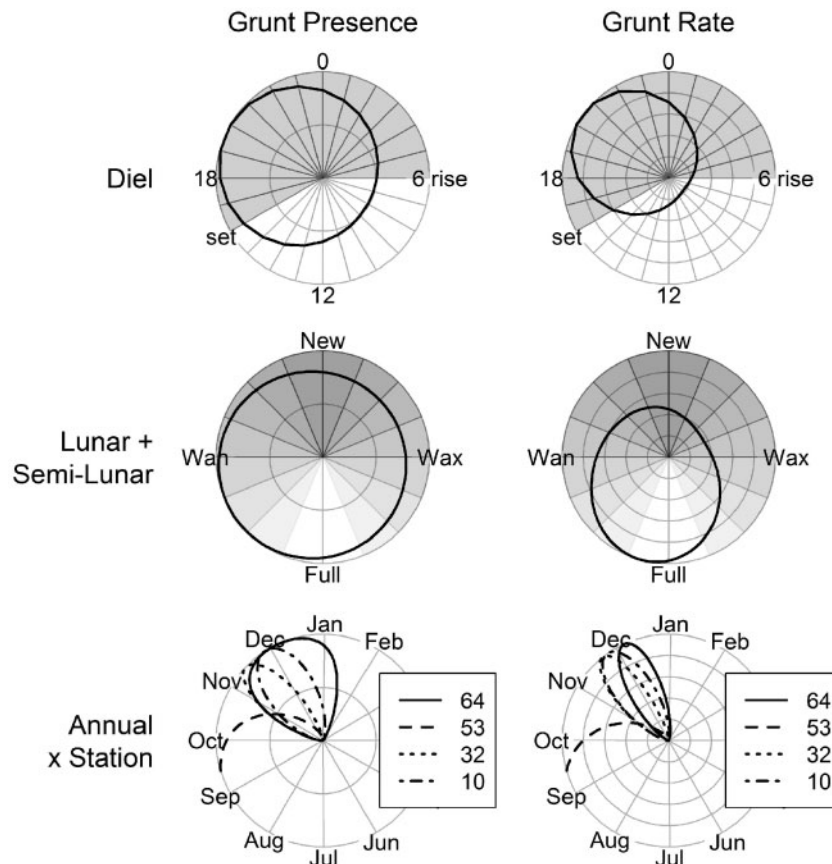 Grunt Presence
Grunt Rate
Diel
0
18
6 rise
set
12
0
18
6 rise
set
12
Lunar +
Semi-Lunar
New
Wan
Wax
Full
New
Wan
Wax
Full
Annual
x Station
Jan
Dec
Feb
Nov
Oct
Sep
Aug
Jul
Jun
64
53
32
10
Jan
Dec
Feb
Nov
Oct
Sep
Aug
Jul
Jun
64
53
32
10